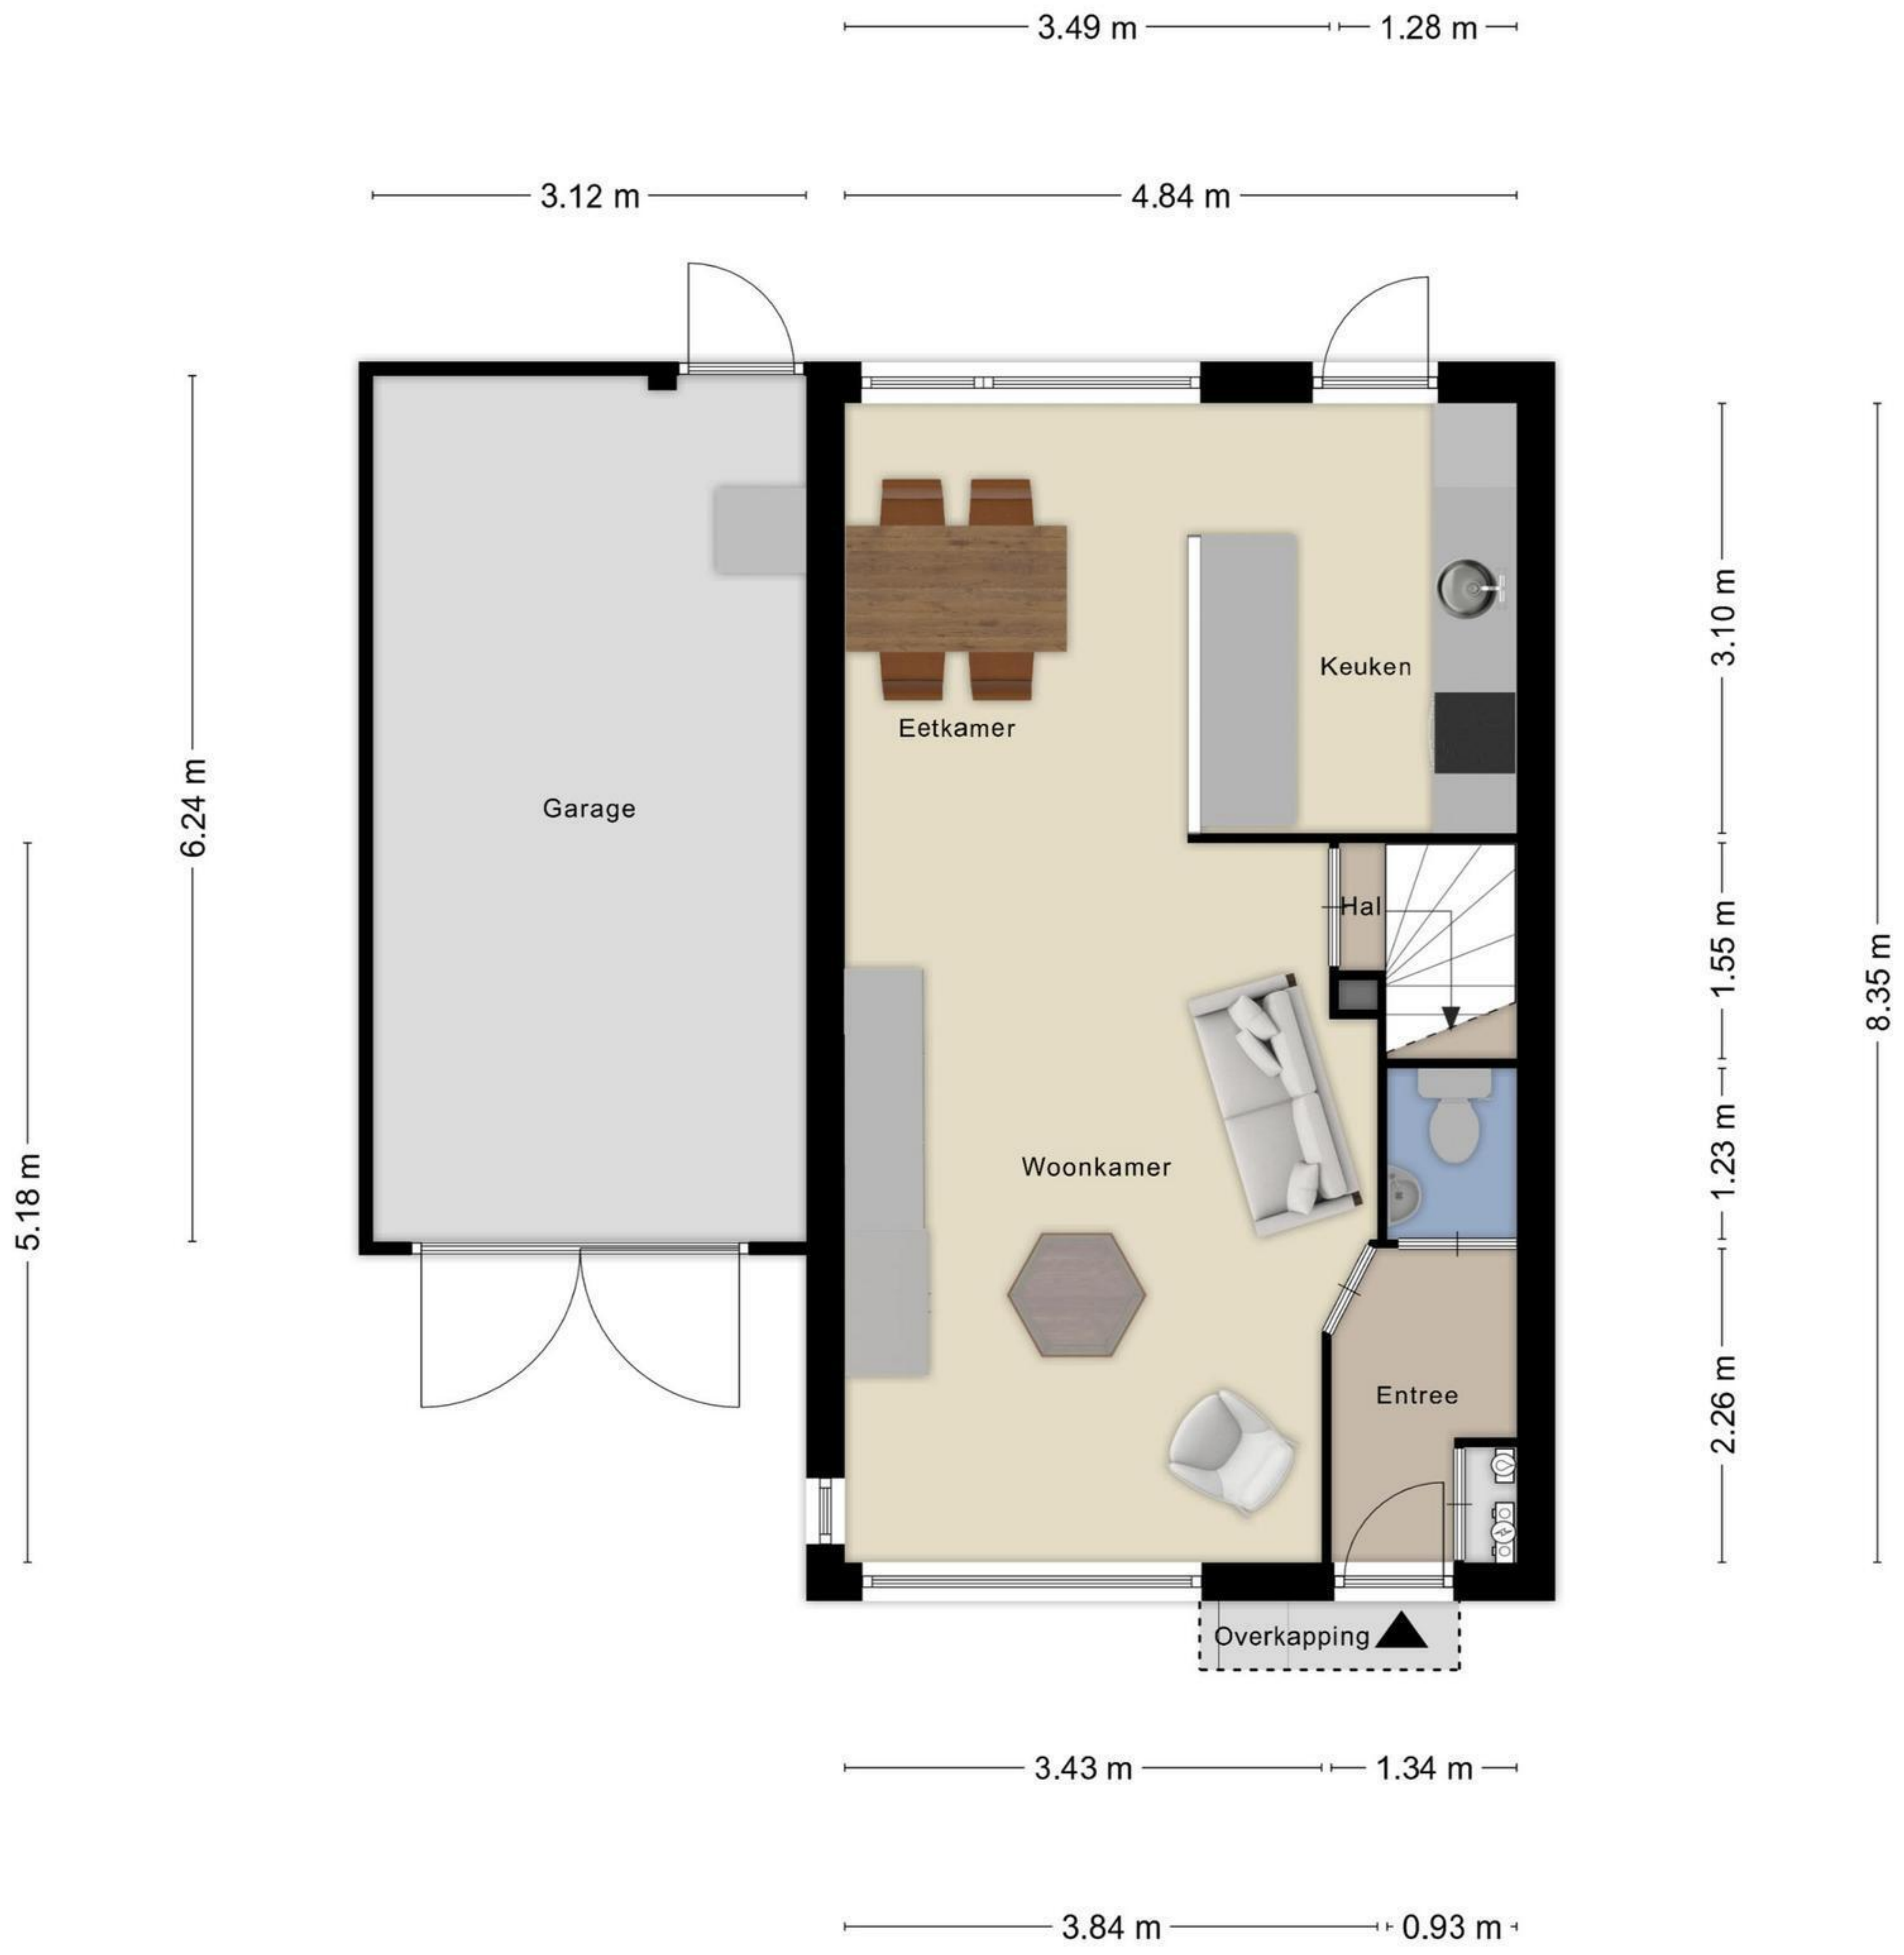 3.49 m
1.28 m
3.12 m
4.84 m
3.10 m
Keuken
Eetkamer
6.24 m
Garage
Hal
1.55 m
8.35 m
1.23 m
Woonkamer
5.18 m
Entree
2.26 m
Overkapping
3.43 m
1.34 m
3.84 m
0.93 m